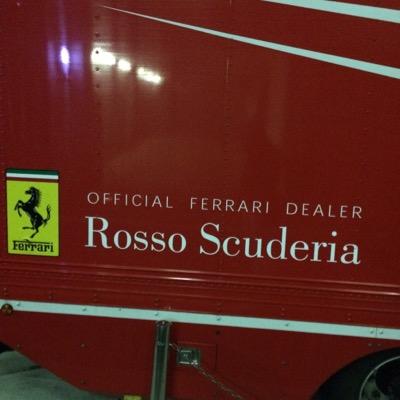 OFFICIAL FERRARI DEALER
Rosso Scuderia
Ferrari